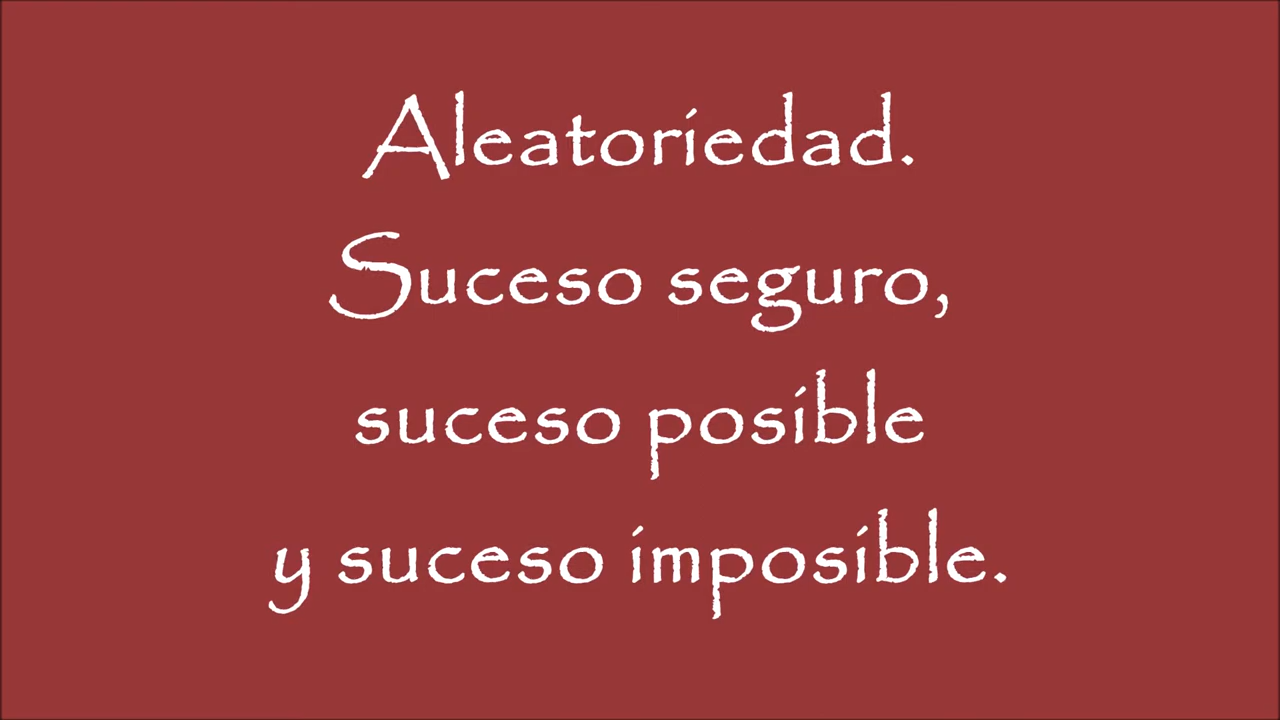 Aleatoriedad.
Suceso seguro,
suceso posible
y suceso imposible.